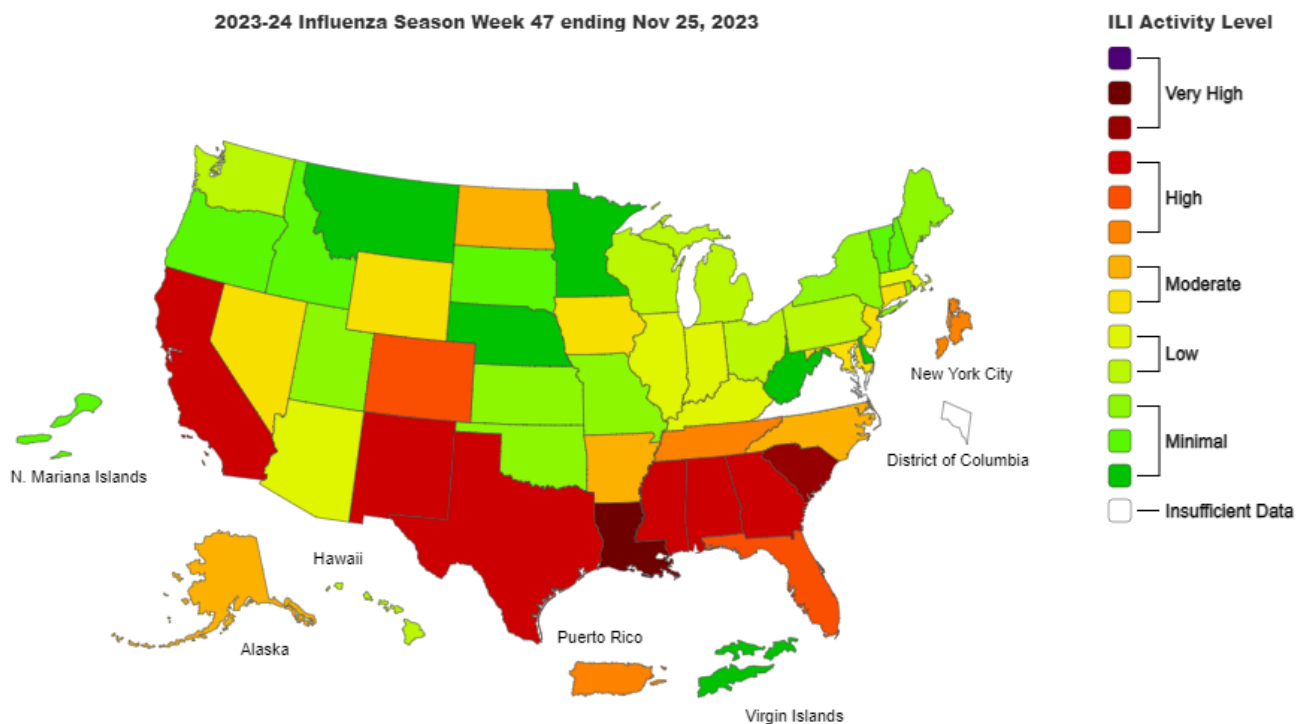 2023-24 Influenza Season Week 47 ending Nov 25, 2023
ILI Activity Level
Very High
High
Moderate
Low
Minimal
Insufficient Data
New York City
District of Columbia
N. Mariana Islands
Hawaii
Alaska
Puerto Rico
Virgin Islands